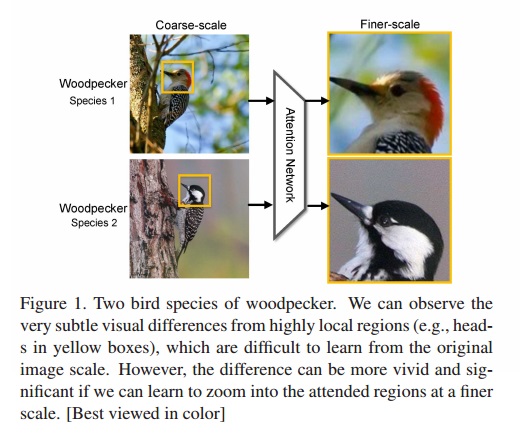 Coarse-scale
Finer-scale
Woodpecker
Species 1
Attention Network
Woodpecker
Species 2
Figure 1. Two bird species of woodpecker. We can observe the
very subtle visual differences from highly local regions (e.g., head-
s in yellow boxes), which are difficult to learn from the original
image scale. However, the difference can be more vivid and sig-
nificant if we can learn to zoom into the attended regions at a finer
scale. [Best viewed in color]